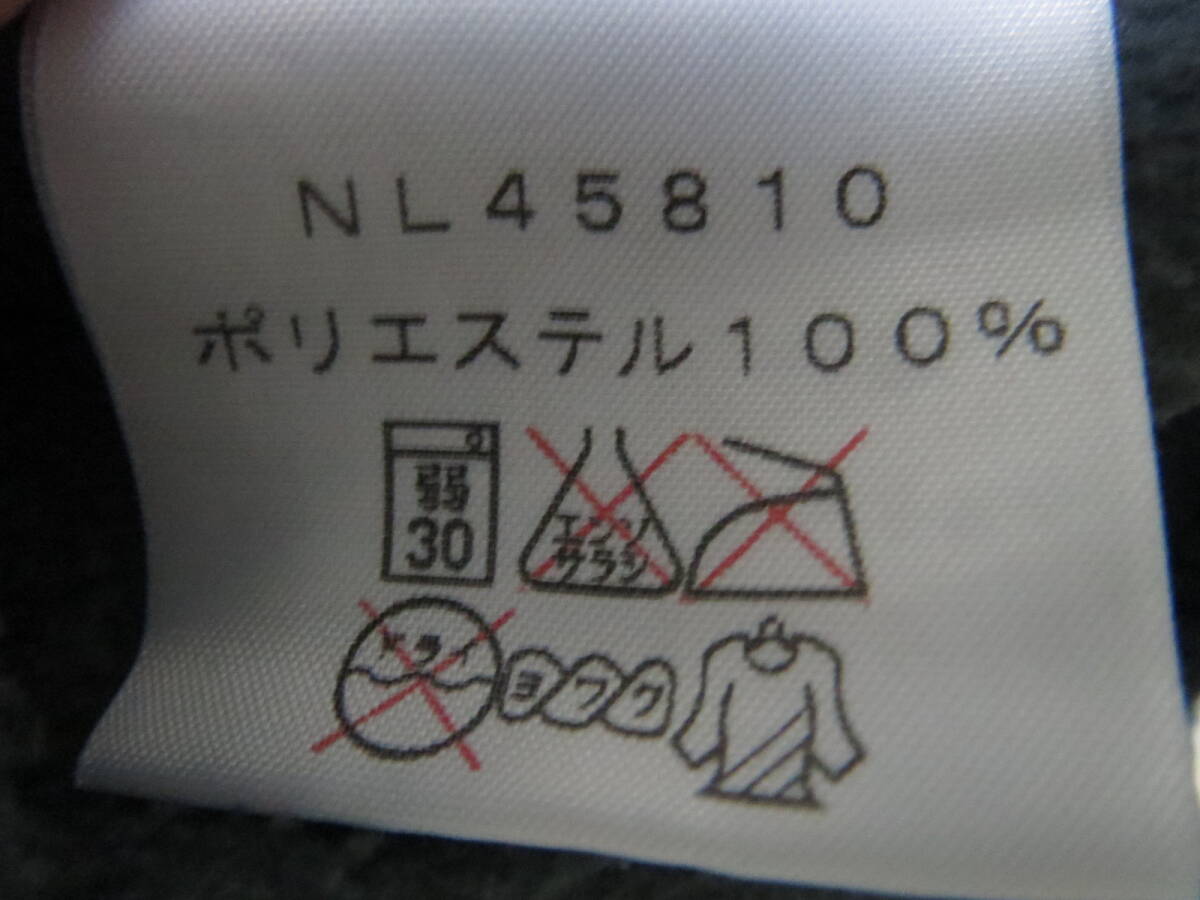 NL45810
ポリエステル100%
弱
30
エンソ
サラシ
ドライ
ヨワク